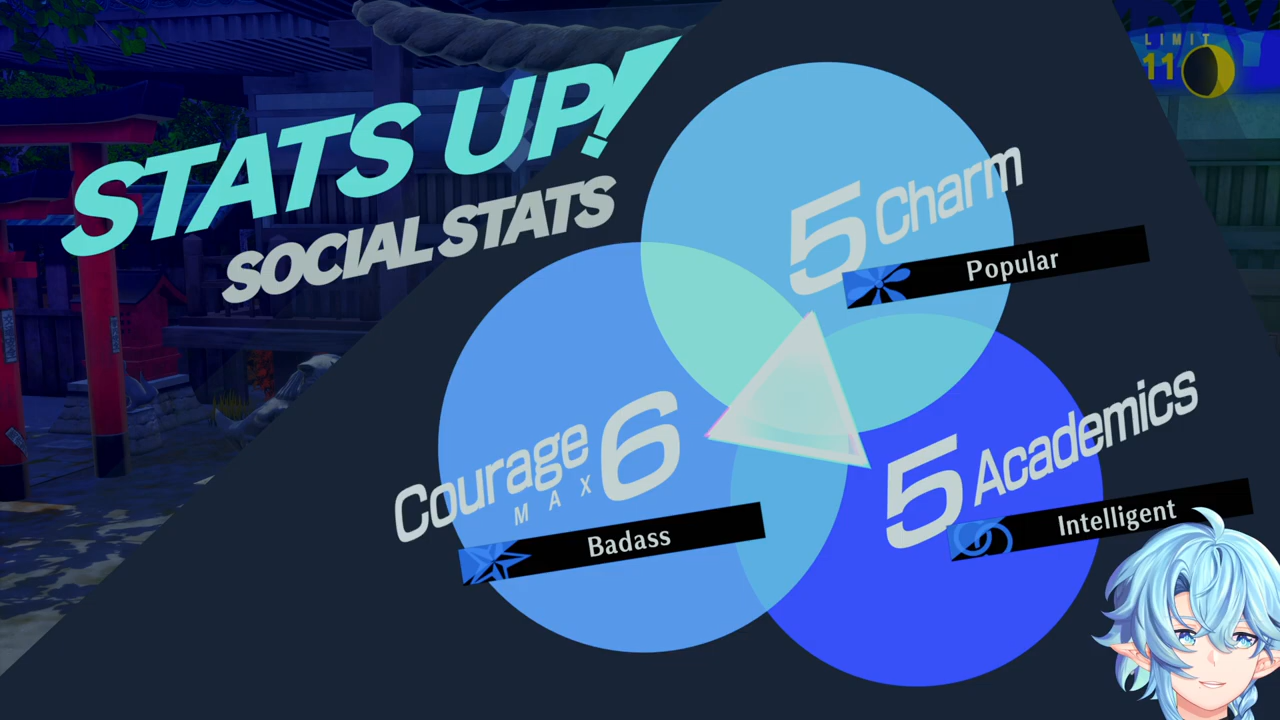 STATS UP!
SOCIAL STATS
LIMIT
11
5 Charm
Popular
Courage 6
MAX
Badass
5 Academics
Intelligent